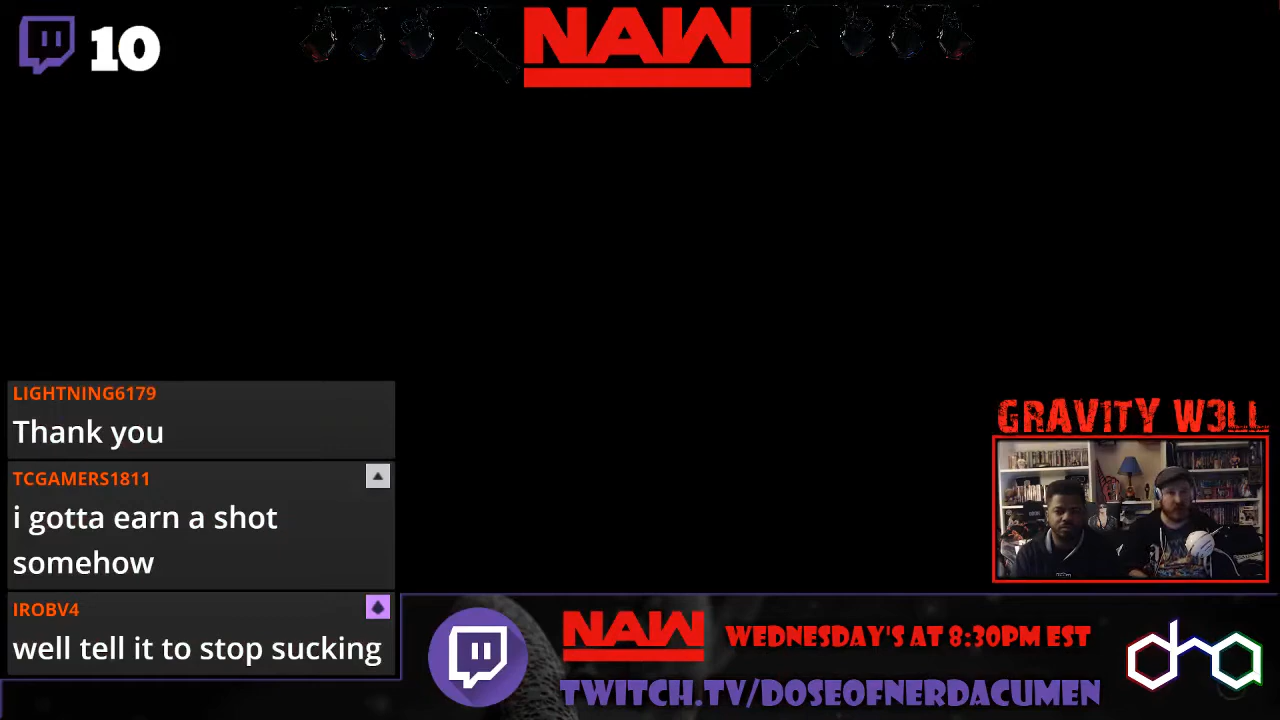 10
NAW
LIGHTNING6179
Thank you
TCGAMERS1811
i gotta earn a shot
somehow
IROBV4
well tell it to stop sucking
GRAVITY W3LL
NAW
WEDNESDAY'S AT 8:30PM EST
TWITCH.TV/DOSEOFNERDACUMEN
dna